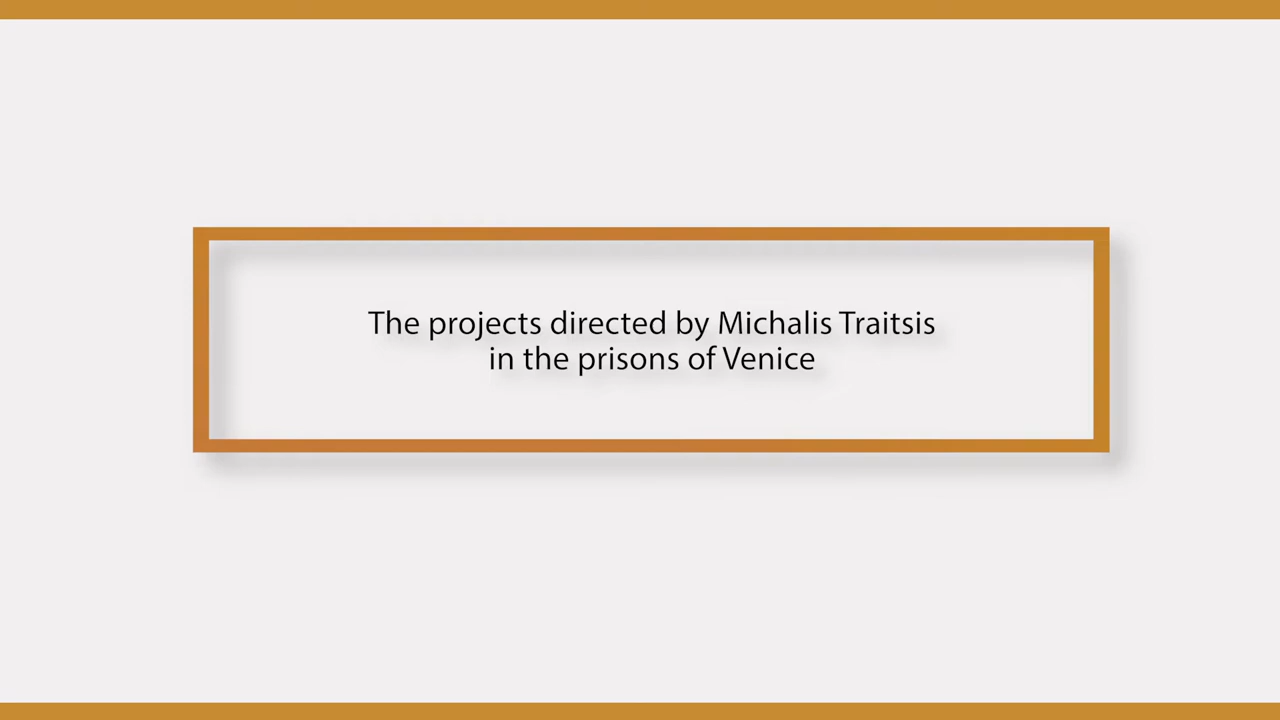 The projects directed by Michalis Traitsis
in the prisons of Venice